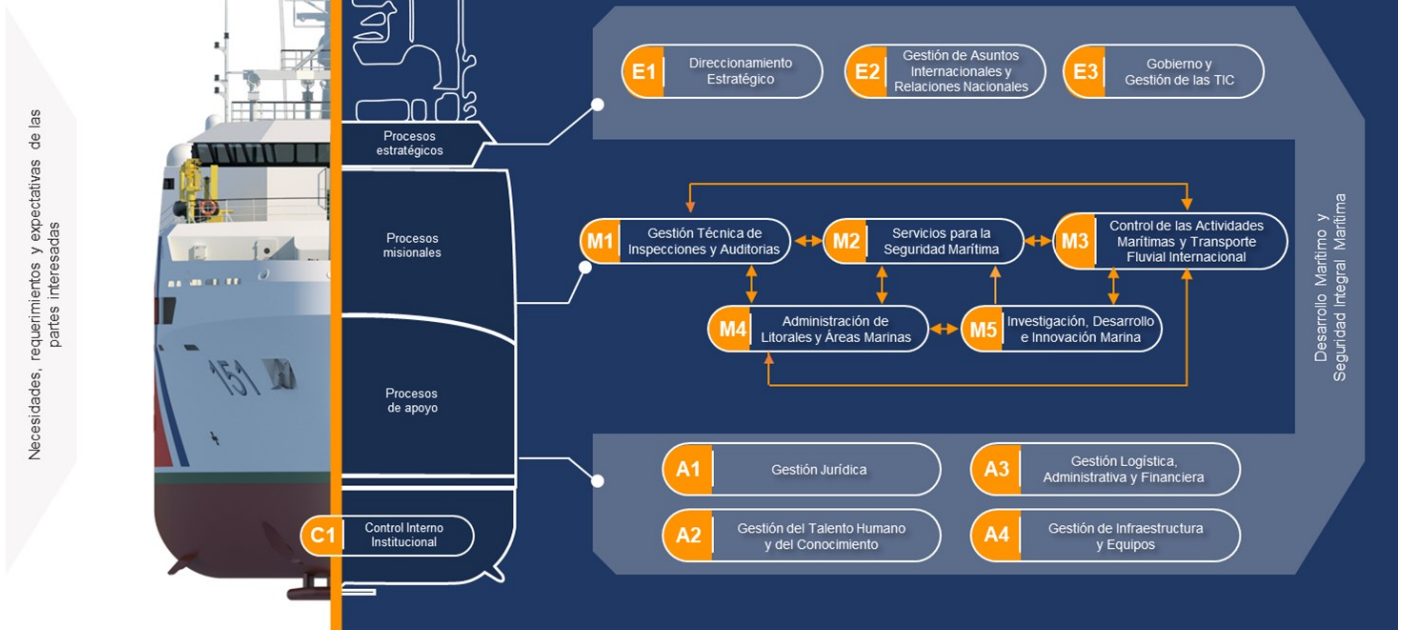 Necesidades, requerimientos y expectativas de las
partes interesadas
151
Procesos
estratégicos
Procesos
misionales
Procesos
de apoyo
C1
Control Interno
Institucional
E1
Direccionamiento
Estratégico
E2
Gestión de Asuntos
Internacionales y
Relaciones Nacionales
E3
Gobierno y
Gestión de las TIC
M1
Gestión Técnica de
Inspecciones y Auditorias
M2
Servicios para la
Seguridad Marítima
M3
Control de las Actividades
Marítimas y Transporte
Fluvial Internacional
M4
Administración de
Litorales y Áreas Marinas
M5
Investigación, Desarrollo
e Innovación Marina
A1
Gestión Jurídica
A3
Gestión Logística,
Administrativa y Financiera
A2
Gestión del Talento Humano
y del Conocimiento
A4
Gestión de Infraestructura
y Equipos
Desarrollo Marítimo y
Seguridad Integral Marítima